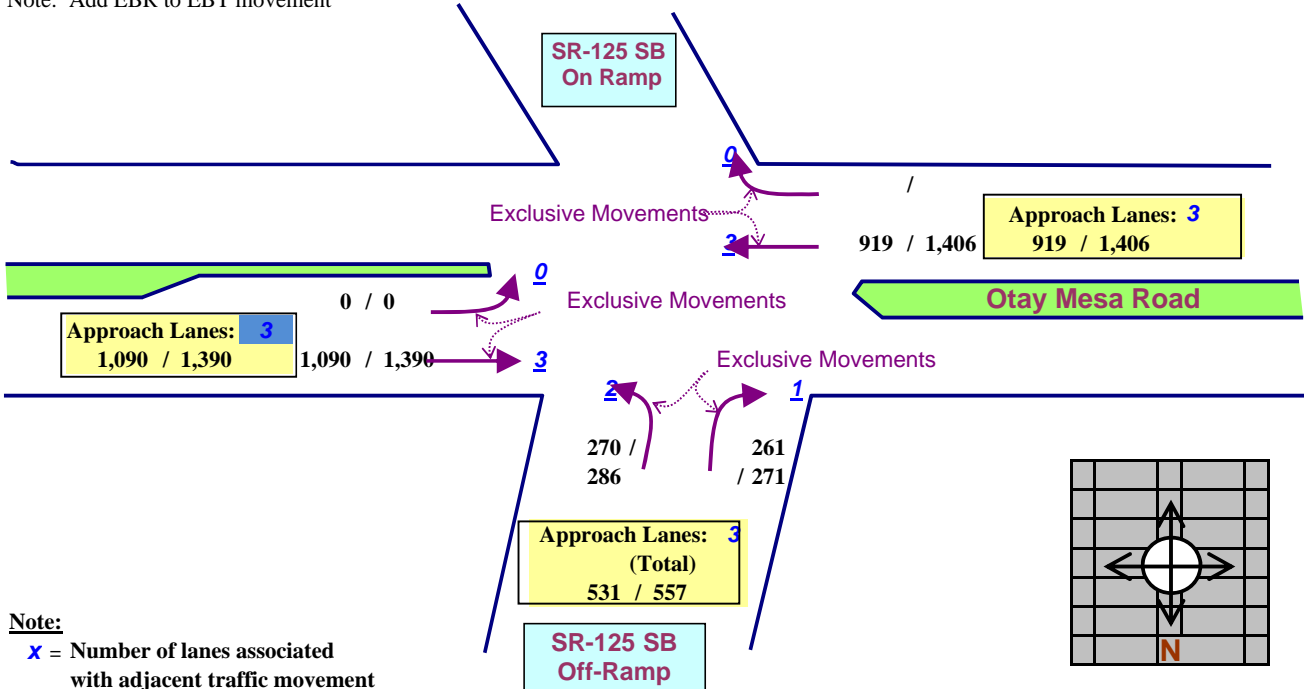 Note: Add EBR to EBT movement
SR-125 SB
On Ramp
0
/
Exclusive Movements
3
919 / 1,406
Approach Lanes: 3
919 / 1,406
0
0 / 0
Exclusive Movements
Otay Mesa Road
Approach Lanes: 3
1,090 / 1,390
1,090 / 1,390
3
Exclusive Movements
2
1
270 /
286
261
/ 271
Approach Lanes: 3
(Total)
531 / 557
SR-125 SB
Off-Ramp
Note:
x = Number of lanes associated
with adjacent traffic movement
N